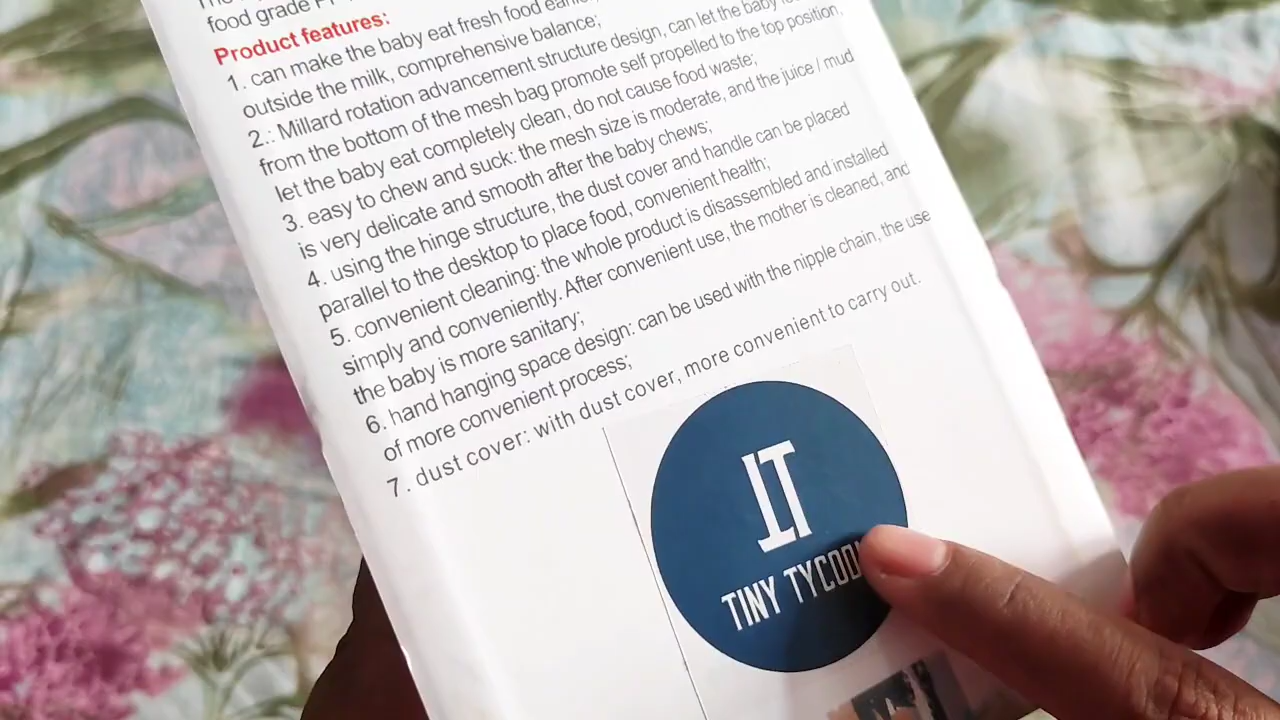 food grade
Product features:
1. can make the baby eat fresh food
outside the milk, comprehensive balance;
2.: Millard rotation advancement structure design, can let the baby
from the bottom of the mesh bag promote self propelled to the top position,
let the baby eat completely clean, do not cause food waste;
3. easy to chew and suck: the mesh size is moderate, and the juice / mud
is very delicate and smooth after the baby chews;
4. using the hinge structure, the dust cover and handle can be placed
parallel to the desktop to place food, convenient health;
5. convenient cleaning: the whole product is disassembled and installed
simply and conveniently. After convenient use, the mother is cleaned, and
the baby is more sanitary;
6. hand hanging space design: can be used with the nipple chain, the use
of more convenient process;
7. dust cover: with dust cover, more convenient to carry out.
TINY